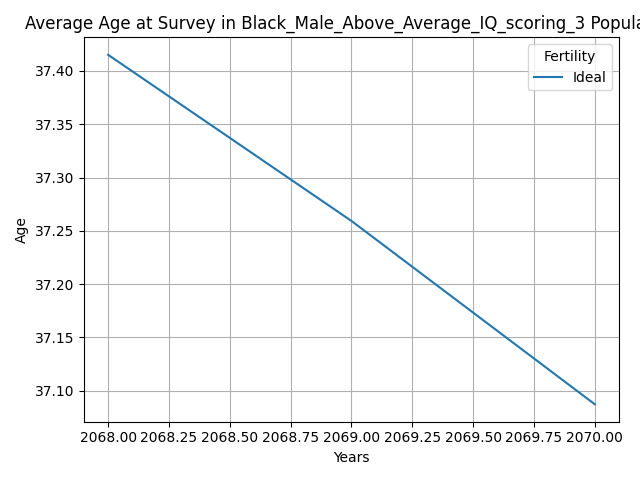 Average Age at Survey in Black_Male_Above_Average_IQ_scoring_3 Popula
Fertility
Ideal
37.40
37.35
37.30
37.25
37.20
37.15
37.10
Age
2068.00 2068.25 2068.50 2068.75 2069.00 2069.25 2069.50 2069.75 2070.00
Years